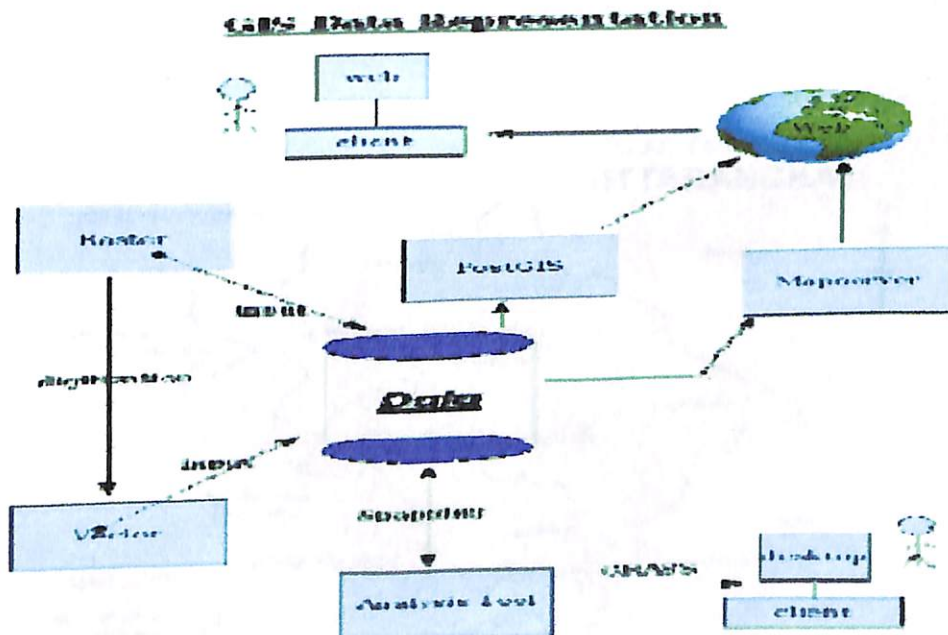 GIS Data Representation
web
client
Web
Raster
PostGIS
Mapserver
Input
digitization
Data
Input
Vector
Analysis Tool
desktop
client